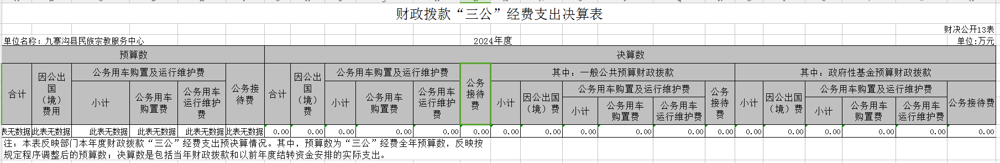 财政拨款“三公”经费支出决算表
财决公开13表
单位名称：九寨沟县民族宗教服务中心 2024年度 单位:万元
预算数 决算数
合计 因公出国（境）费用 公务用车购置及运行维护费 公务接待费 合计 因公出国（境）费 公务用车购置及运行维护费 公务接待费 其中：一般公共预算财政拨款 其中：政府性基金预算财政拨款
小计 因公出国（境）费 公务用车购置及运行维护费 公务接待费 小计 因公出国（境）费 公务用车购置及运行维护费 公务接待费
小计 公务用车购置费 公务用车运行维护费 小计 公务用车购置费 公务用车运行维护费 小计 公务用车购置费 公务用车运行维护费 小计 公务用车购置费 公务用车运行维护费
表无数据 此表无数据 此表无数据 此表无数据 此表无数据 此表无数据 0.00 0.00 0.00 0.00 0.00 0.00 0.00 0.00 0.00 0.00 0.00 0.00 0.00 0.00 0.00 0.00 0.00 0.00
注：本表反映部门本年度财政拨款“三公”经费支出预决算情况。其中，预算数为“三公”经费全年预算数，反映按
规定程序调整后的预算数；决算数是包括当年财政拨款和以前年度结转资金安排的实际支出。